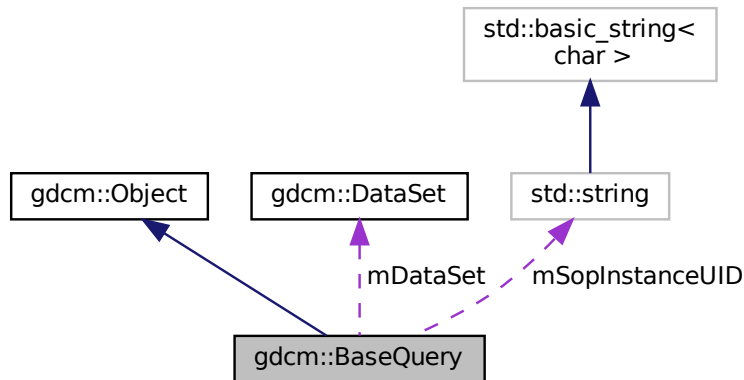 std::basic_string<
char >
gdcm::Object
gdcm::DataSet
std::string
mDataSet
mSopInstanceUID
gdcm::BaseQuery